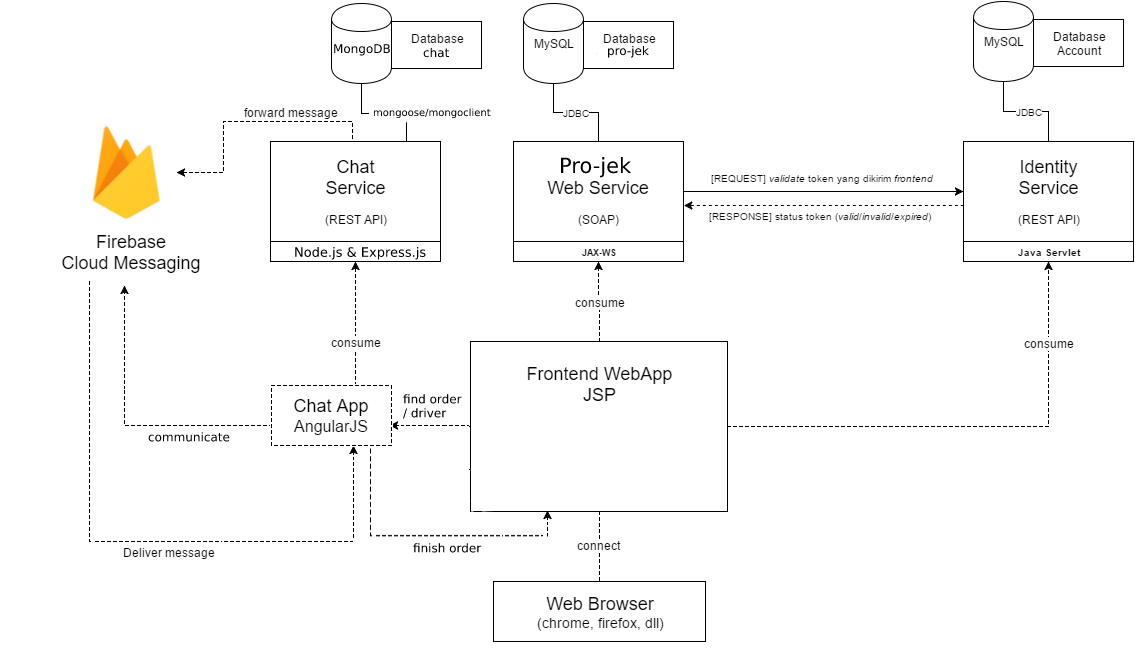 MongoDB
Database
chat
MySQL
Database
pro-jek
MySQL
Database
Account
forward message
mongoose/mongoclient
JDBC
JDBC
Chat
Service
(REST API)
Node.js & Express.js
Pro-jek
Web Service
(SOAP)
JAX-WS
[REQUEST] validate token yang dikirim frontend
[RESPONSE] status token (valid/invalid/expired)
Identity
Service
(REST API)
Java Servlet
Firebase
Cloud Messaging
consume
consume
consume
Chat App
AngularJS
find order
/ driver
Frontend WebApp
JSP
communicate
Deliver message
finish order
connect
Web Browser
(chrome, firefox, dll)